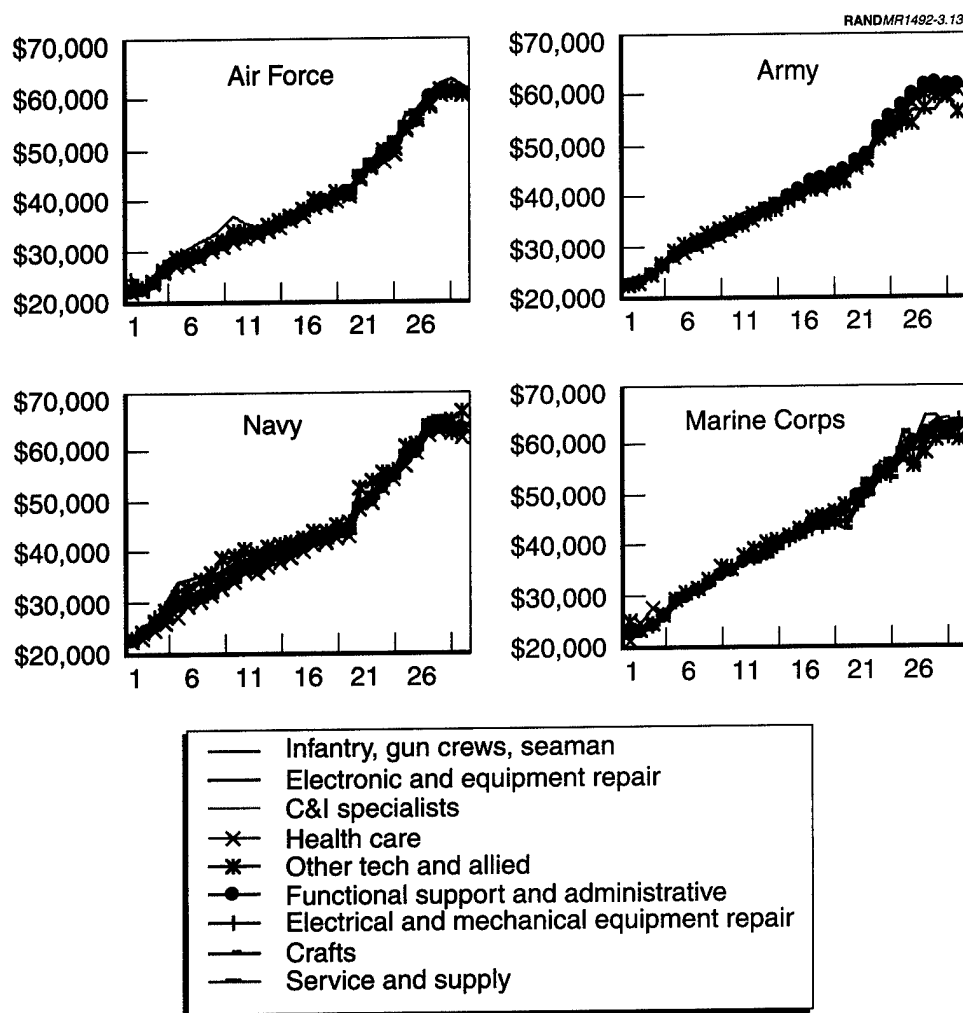 RANDMR1492-3.13
$70,000
$60,000
$50,000
$40,000
$30,000
$20,000
Air Force
1 6 11 16 21 26
$70,000
$60,000
$50,000
$40,000
$30,000
$20,000
Army
1 6 11 16 21 26
$70,000
$60,000
$50,000
$40,000
$30,000
$20,000
Navy
1 6 11 16 21 26
$70,000
$60,000
$50,000
$40,000
$30,000
$20,000
Marine Corps
1 6 11 16 21 26
Infantry, gun crews, seaman
Electronic and equipment repair
C&I specialists
Health care
Other tech and allied
Functional support and administrative
Electrical and mechanical equipment repair
Crafts
Service and supply